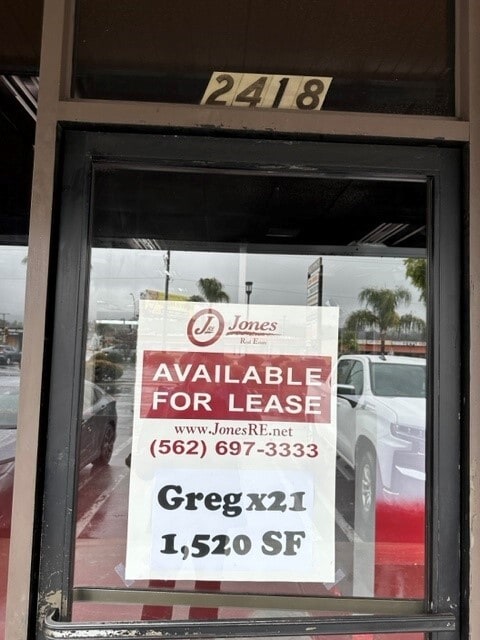 2418
Jones
Real Estate
AVAILABLE
FOR LEASE
www.JonesRE.net
(562) 697-3333
Greg x21
1,520 SF